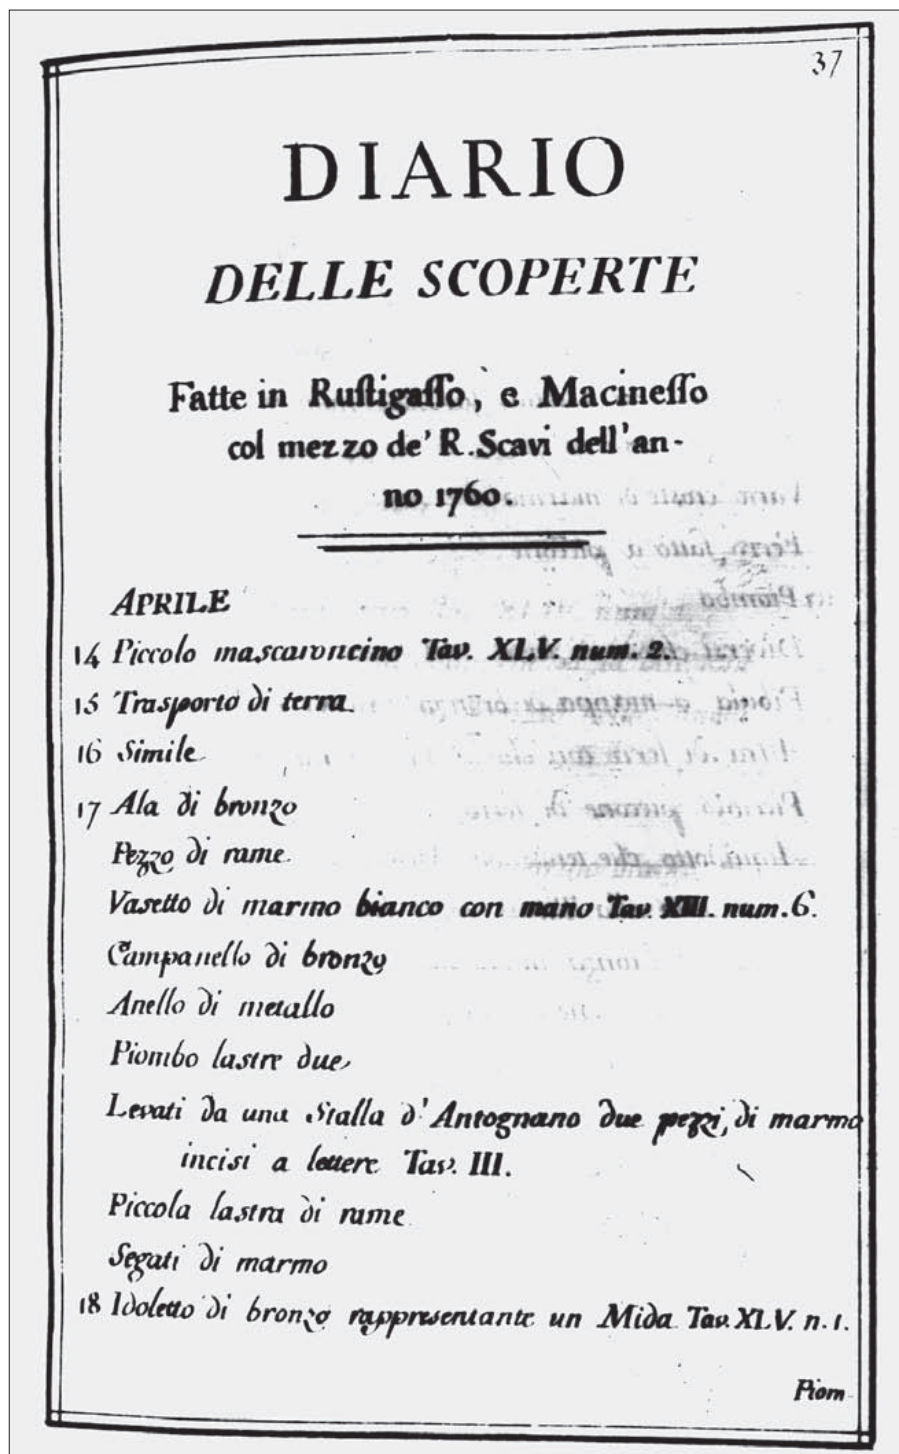 37
DIARIO
DELLE SCOPERTE
Fatte in Ruſtigaſſo, e Macineſſo
col mezzo de' R. Scavi dell'an-
no 1760.
APRILE
14 Piccolo mascaroncino Tav. XLV. num. 2.
15 Trasporto di terra
16 Simile
17 Ala di bronzo
Pezzo di rame
Vasetto di marmo bianco con mano Tav. XIII. num. 6.
Campanello di bronzo
Anello di metallo
Piombo lastre due
Levati da una Stalla d'Antognano due pezzi, di marmo
incisi a lettere Tav. III.
Piccola lastra di rame
Segati di marmo
18 Idoletto di bronzo rappresentante un Mida Tav. XLV. n. 1.
Piom